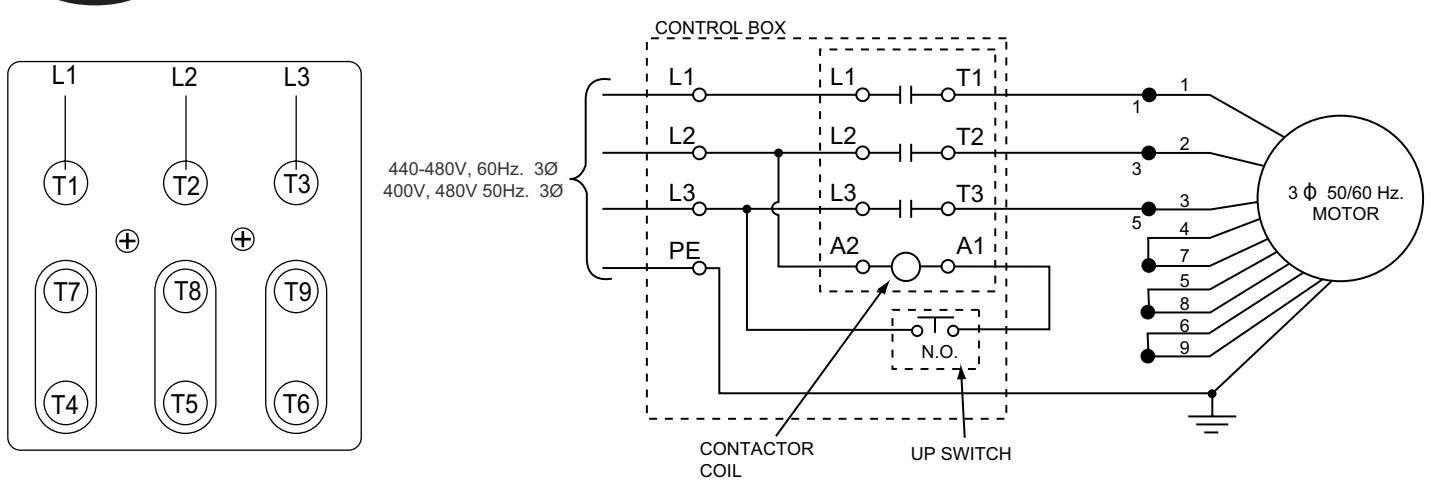 L1 L2 L3
T1 T2 T3
T7 T8 T9
T4 T5 T6
440-480V, 60Hz. 3Ø
400V, 480V 50Hz. 3Ø
CONTROL BOX
L1 L1 T1 1 1
L2 L2 T2 3 2
L3 L3 T3 5 3
PE A2 A1
4
7
5
8
6
9
N.O.
CONTACTOR
COIL
UP SWITCH
3 ϕ 50/60 Hz.
MOTOR